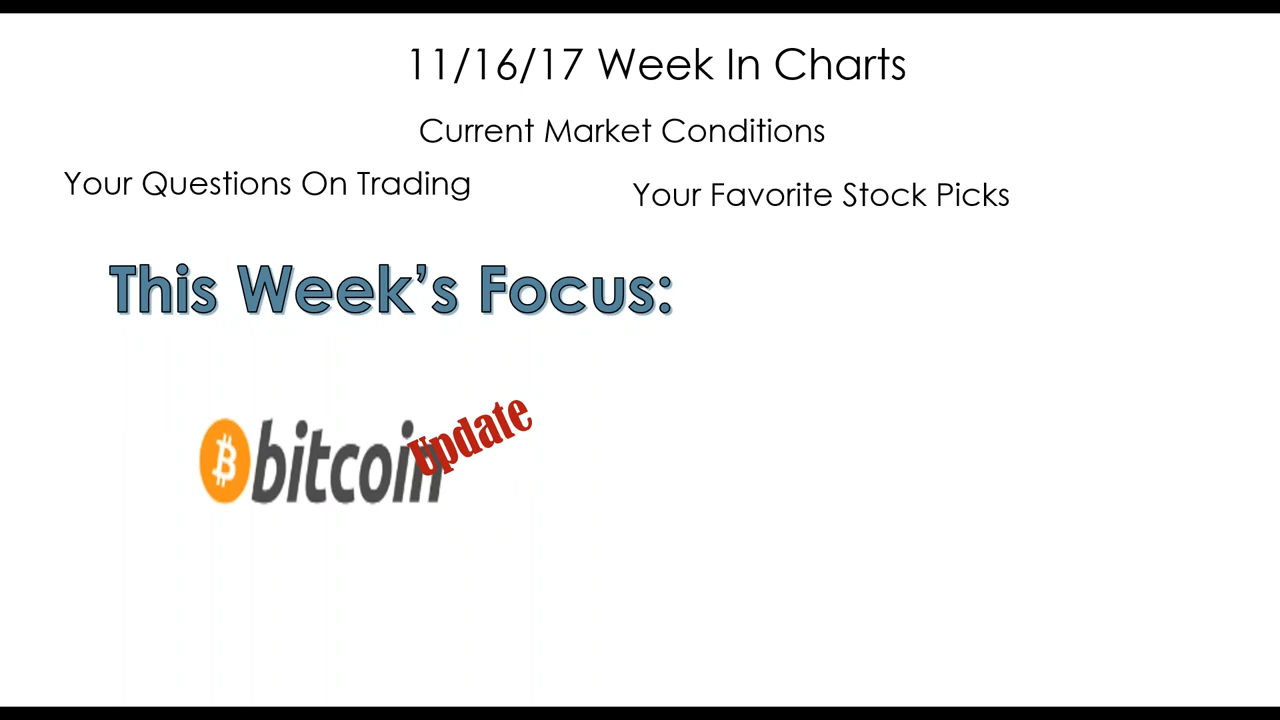 11/16/17 Week In Charts
Current Market Conditions
Your Questions On Trading
Your Favorite Stock Picks
This Week's Focus:
bitcoin
Update